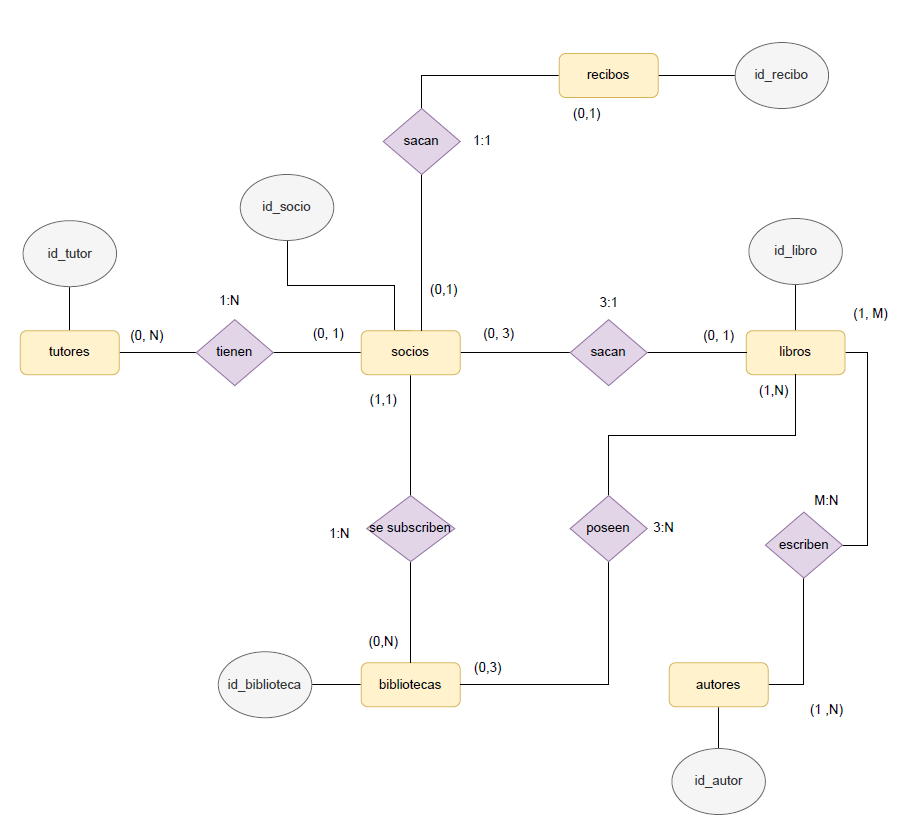 recibos
id_recibo
(0,1)
sacan
1:1
id_socio
id_tutor
id_libro
(0,1)
1:N
3:1
(1, M)
tutores
(0, N)
tienen
(0, 1)
socios
(0, 3)
sacan
(0, 1)
libros
(1,1)
(1,N)
M:N
se subscriben
1:N
poseen
3:N
escriben
(0,N)
(0,3)
id_biblioteca
bibliotecas
autores
(1 ,N)
id_autor